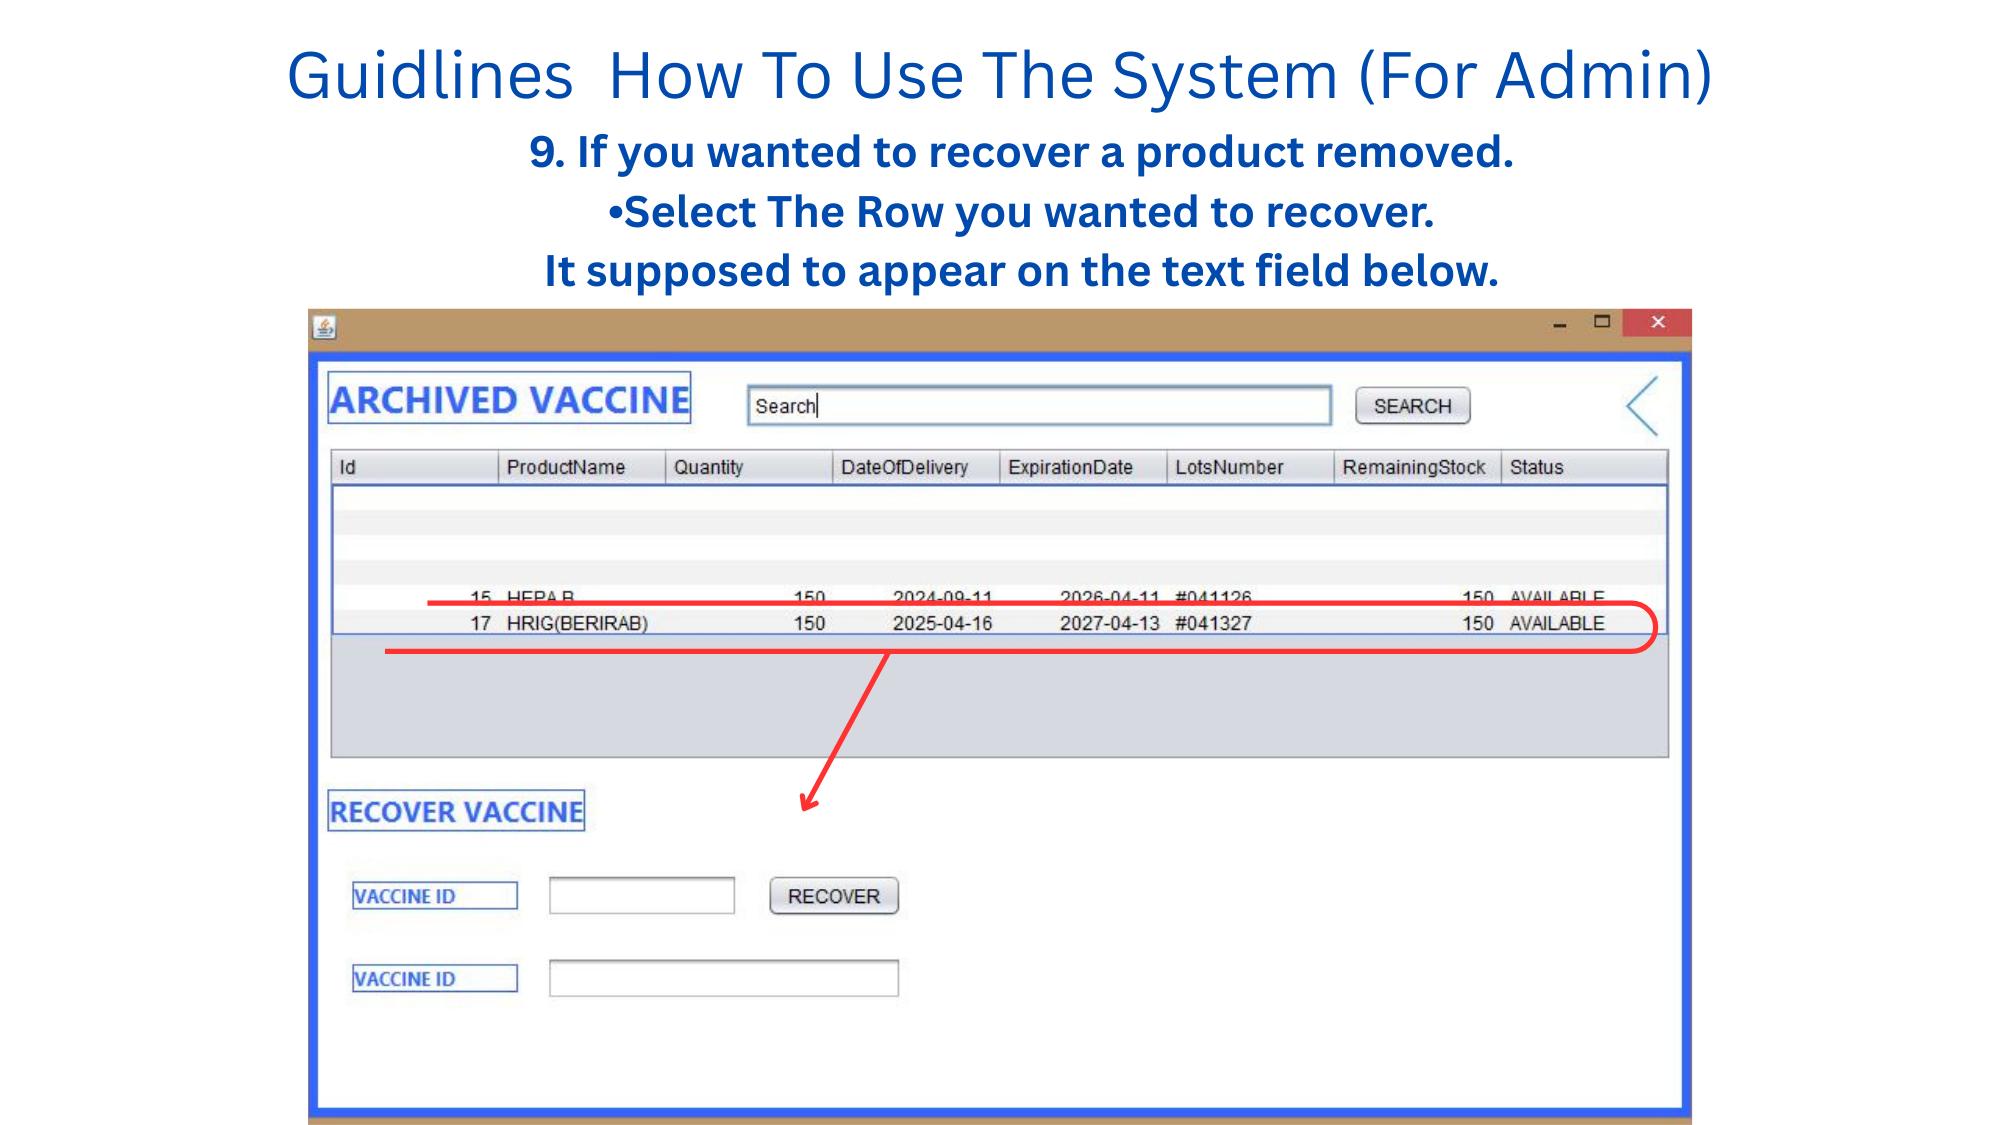 Guidlines How To Use The System (For Admin)
9. If you wanted to recover a product removed.
•Select The Row you wanted to recover.
It supposed to appear on the text field below.
ARCHIVED VACCINE
Search
SEARCH
Id ProductName Quantity DateOfDelivery ExpirationDate LotsNumber RemainingStock Status
15 HEPA B 150 2024-09-11 2026-04-11 #041126 150 AVAILABLE
17 HRIG(BERIRAB) 150 2025-04-16 2027-04-13 #041327 150 AVAILABLE
RECOVER VACCINE
VACCINE ID
RECOVER
VACCINE ID